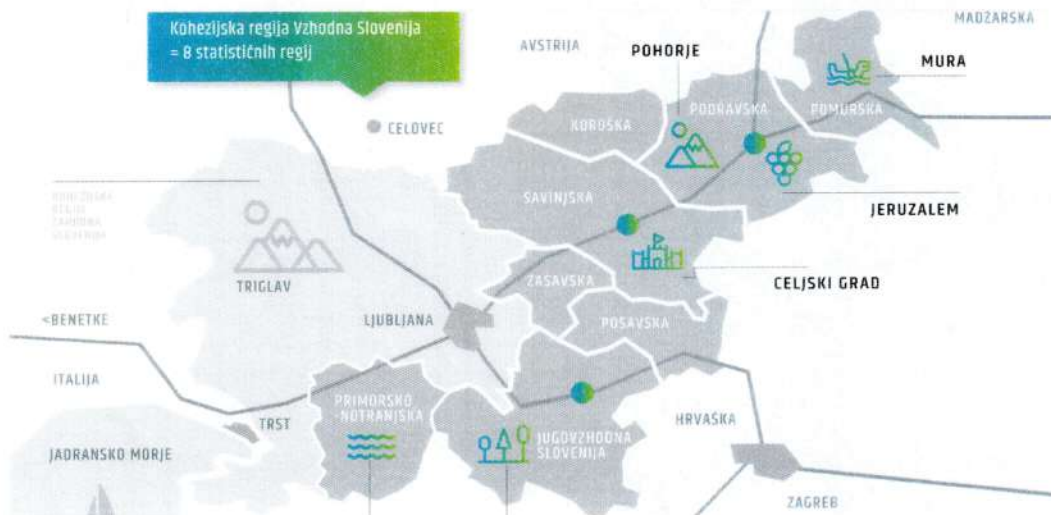 Kohezijska regija Vzhodna Slovenija
= 8 statističnih regij
AVSTRIJA
MADŽARSKA
POHORJE
MURA
CELOVEC
KOROŠKA
PODRAVSKA
POMURSKA
SAVINJSKA
JERUZALEM
TRIGLAV
ZASAVSKA
CELJSKI GRAD
<BENETKE
LJUBLJANA
POSAVSKA
ITALIJA
PRIMORSKO
-NOTRANJSKA
TRST
HRVAŠKA
JADRANSKO MORJE
JUGOVZHODNA
SLOVENIJA
ZAGREB